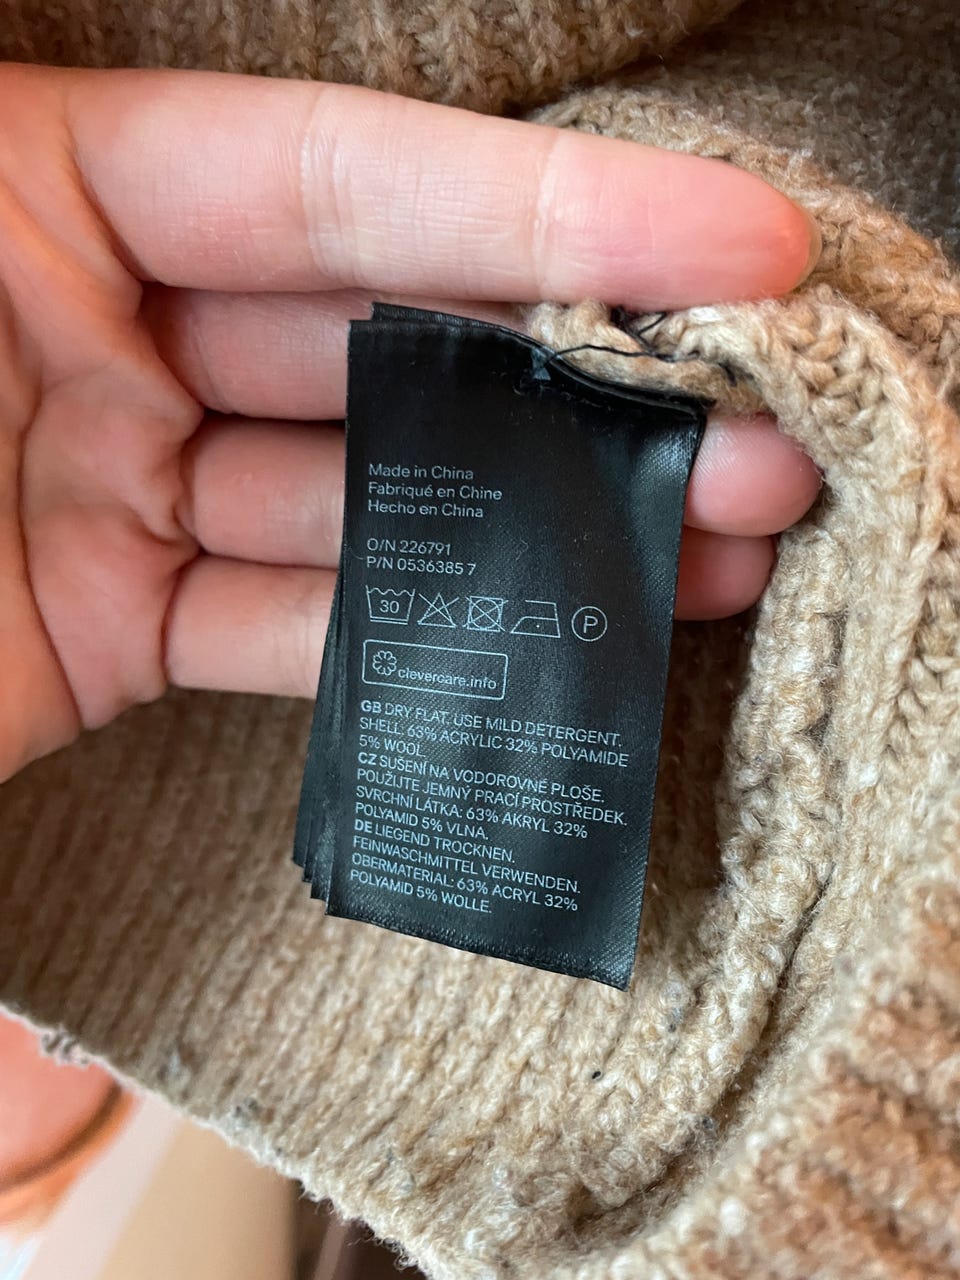 Made in China
Fabriqué en Chine
Hecho en China
O/N 226791
P/N 0536385 7
30
P
clevercare.info
GB DRY FLAT. USE MILD DETERGENT.
SHELL: 63% ACRYLIC 32% POLYAMIDE
5% WOOL.
CZ SUŠENÍ NA VODOROVNÉ PLOŠE.
POUŽIJTE JEMNÝ PRACÍ PROSTŘEDEK.
SVRCHNÍ LÁTKA: 63% AKRYL 32%
POLYAMID 5% VLNA.
DE LIEGEND TROCKNEN.
FEINWASCHMITTEL VERWENDEN.
OBERMATERIAL: 63% ACRYL 32%
POLYAMID 5% WOLLE.